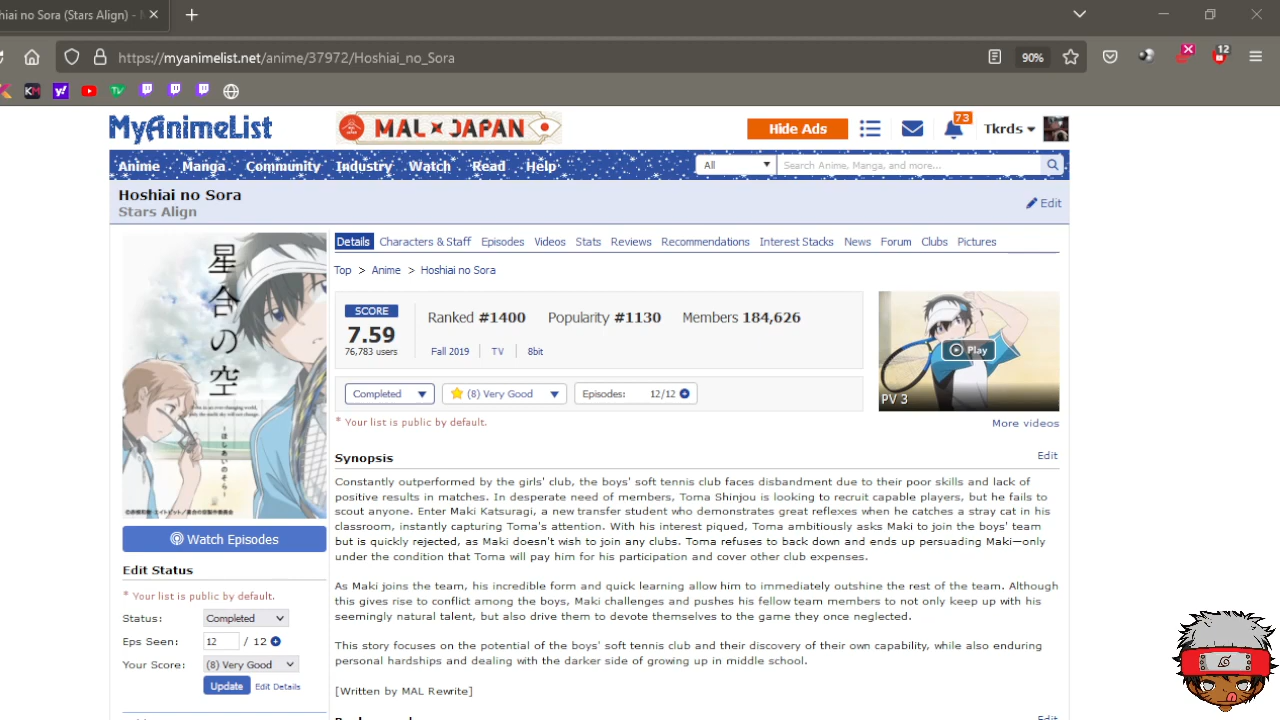 hiai no Sora (Stars Align) -
https://myanimelist.net/anime/37972/Hoshiai_no_Sora
90%
12
KM
y!
TV
MyAnimeList
MAL x JAPAN
Hide Ads
73
Tkrds
Anime Manga Community Industry Watch Read Help
All
Search Anime, Manga, and more...
Hoshiai no Sora
Stars Align
Edit
星合の空
～ほしあいのそら～
Watch Episodes
Edit Status
* Your list is public by default.
Status: Completed
Eps Seen: 12 / 12
Your Score: (8) Very Good
Update Edit Details
Details Characters & Staff Episodes Videos Stats Reviews Recommendations Interest Stacks News Forum Clubs Pictures
Top > Anime > Hoshiai no Sora
SCORE
7.59
76,783 users
Ranked #1400 Popularity #1130 Members 184,626
Fall 2019 TV 8bit
Completed (8) Very Good Episodes: 12/12
* Your list is public by default.
Play
PV 3
More videos
Synopsis
Edit
Constantly outperformed by the girls' club, the boys' soft tennis club faces disbandment due to their poor skills and lack of
positive results in matches. In desperate need of members, Toma Shinjou is looking to recruit capable players, but he fails to
scout anyone. Enter Maki Katsuragi, a new transfer student who demonstrates great reflexes when he catches a stray cat in his
classroom, instantly capturing Toma's attention. With his interest piqued, Toma ambitiously asks Maki to join the boys' team
but is quickly rejected, as Maki doesn't wish to join any clubs. Toma refuses to back down and ends up persuading Maki—only
under the condition that Toma will pay him for his participation and cover other club expenses.
As Maki joins the team, his incredible form and quick learning allow him to immediately outshine the rest of the team. Although
this gives rise to conflict among the boys, Maki challenges and pushes his fellow team members to not only keep up with his
seemingly natural talent, but also drive them to devote themselves to the game they once neglected.
This story focuses on the potential of the boys' soft tennis club and their discovery of their own capability, while also enduring
personal hardships and dealing with the darker side of growing up in middle school.
[Written by MAL Rewrite]
Edit